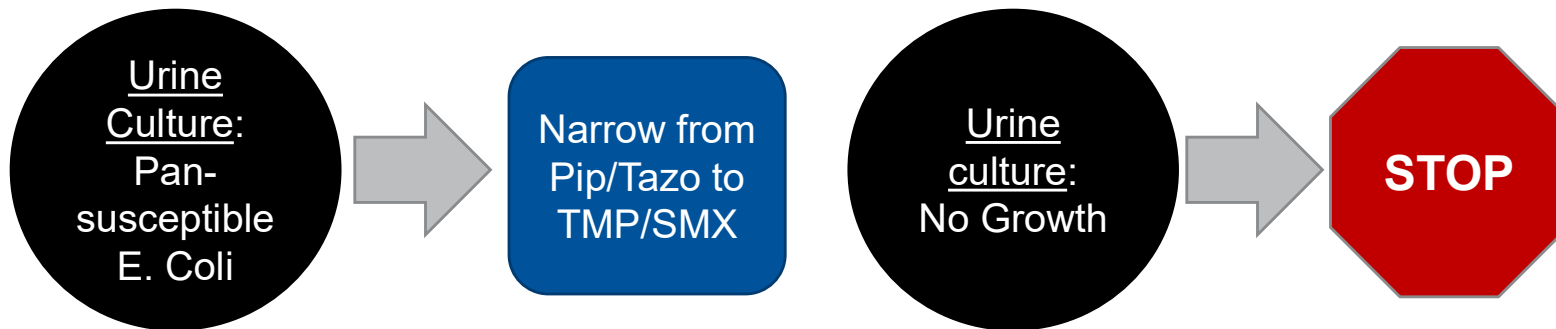 Urine
Culture:
Pan-
susceptible
E. Coli
Narrow from
Pip/Tazo to
TMP/SMX
Urine
culture:
No Growth
STOP